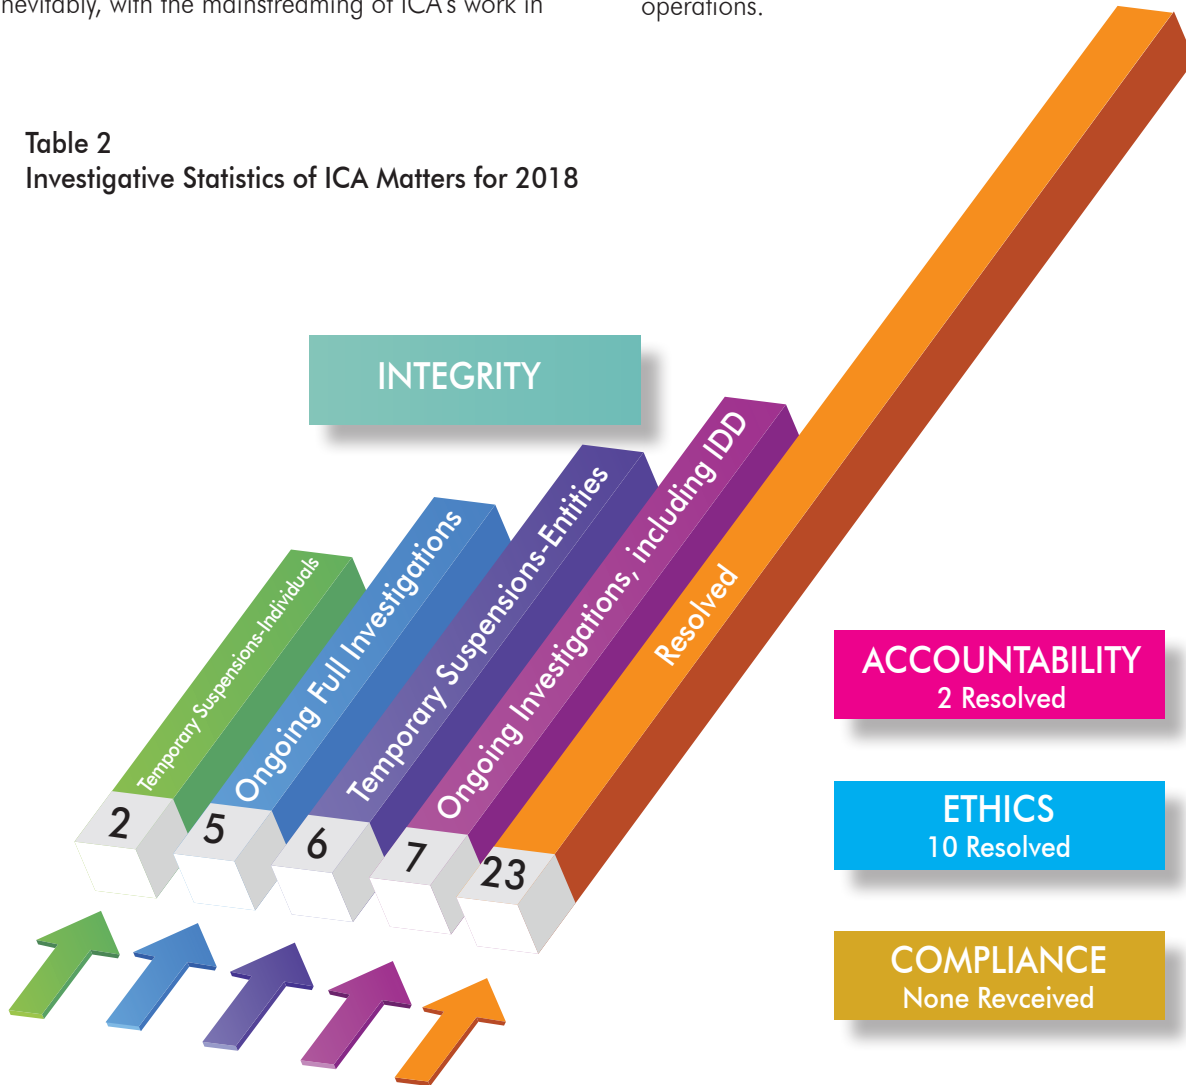 nevitably, with the mainstreaming of ICA's work in
operations.
Table 2
Investigative Statistics of ICA Matters for 2018
INTEGRITY
Temporary Suspensions-Individuals
Ongoing Full Investigations
Temporary Suspensions-Entities
Ongoing Investigations, including IDD
Resolved
2
5
6
7
23
ACCOUNTABILITY
2 Resolved
ETHICS
10 Resolved
COMPLIANCE
None Revceived